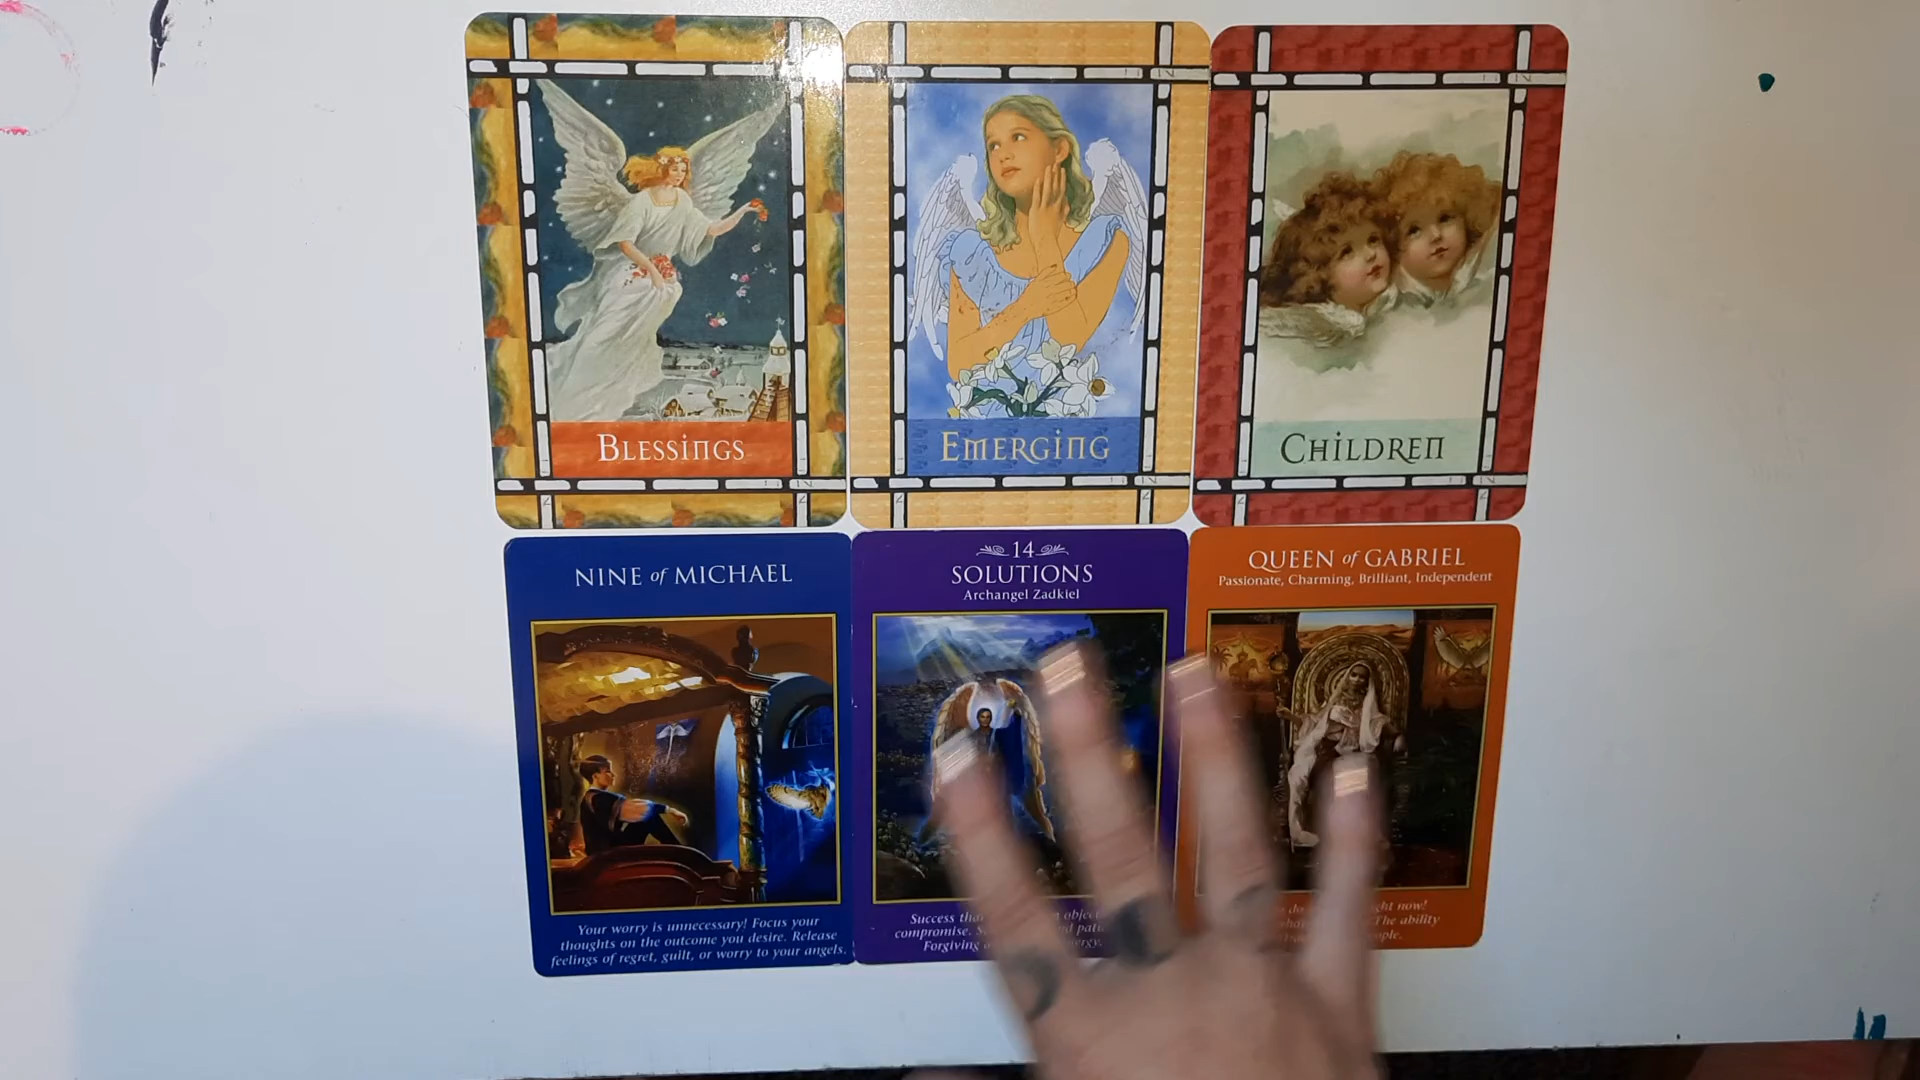 BLESSINGS
EMERGING
CHILDREN
NINE of MICHAEL
Your worry is unnecessary! Focus your
thoughts on the outcome you desire. Release
feelings of regret, guilt, or worry to your angels.
14
SOLUTIONS
Archangel Zadkiel
Success
compromise.
Forgiving
QUEEN of GABRIEL
Passionate, Charming, Brilliant, Independent
now!
The ability